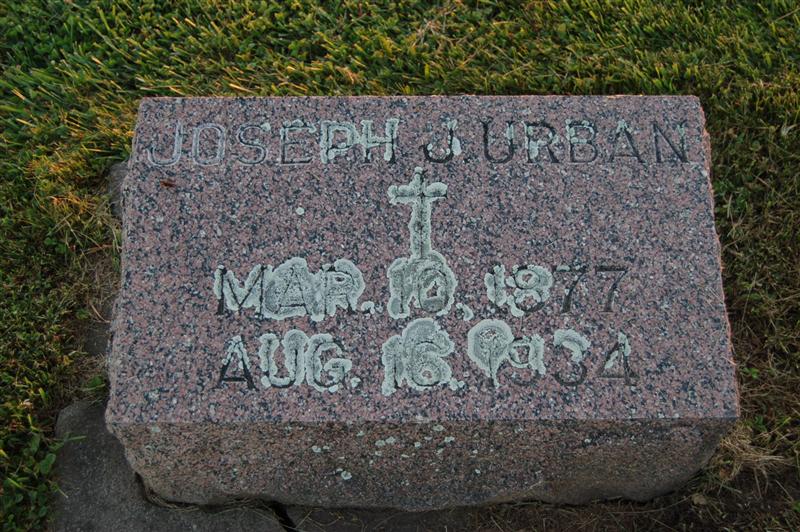 JOSEPH J. URBAN
MAR. 10, 1877
AUG. 16. 1934